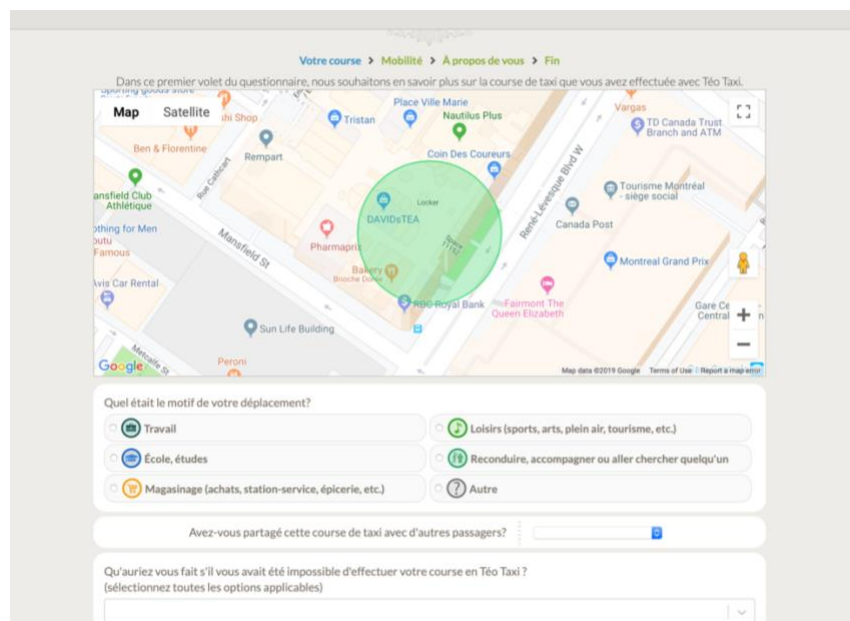 Votre course > Mobilité > À propos de vous > Fin
Dans ce premier volet du questionnaire, nous souhaitons en savoir plus sur la course de taxi que vous avez effectuée avec Téo Taxi.
Map
Satellite
Shop
Tristan
Place Ville Marie
Nautilus Plus
Vargas
TD Canada Trust
Branch and ATM
Ben & Florentine
Rempart
Coin Des Coureurs
Rue Cathcart
René-Lévesque Blvd W
Tourisme Montréal
- siège social
Locker
DAVIDsTEA
Canada Post
Club
Athlétique
thing for Men
Famous
Mansfield St
Pharmaprix
Space
Bakery
Brioche Dorée
Montreal Grand Prix
Avis Car Rental
RBC Royal Bank
Fairmont The
Queen Elizabeth
Gare Ce
Central
Sun Life Building
Metcalfe St
Peroni
Google
Map data ©2019 Google
Terms of Use
Report a map error
Quel était le motif de votre déplacement?
Travail
Loisirs (sports, arts, plein air, tourisme, etc.)
École, études
Reconduire, accompagner ou aller chercher quelqu'un
Magasinage (achats, station-service, épicerie, etc.)
Autre
Avez-vous partagé cette course de taxi avec d'autres passagers?
Qu'auriez vous fait s'il vous avait été impossible d'effectuer votre course en Téo Taxi ?
(sélectionnez toutes les options applicables)